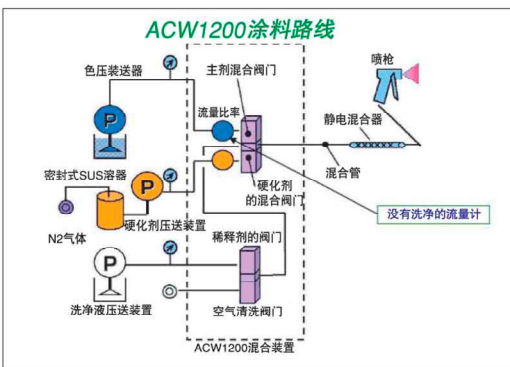 ACW1200涂料路线
色压装送器
主剂混合阀门
喷枪
P
流量比率
静电混合器
密封式SUS溶器
P
混合管
硬化剂
的混合阀门
没有洗净的流量计
N2气体
硬化剂压送装置
稀释剂的阀门
P
洗净液压送装置
空气清洗阀门
ACW1200混合装置